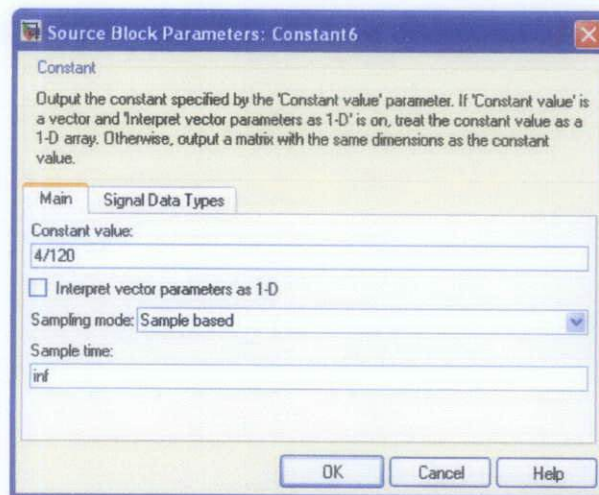 Source Block Parameters: Constant6
Constant
Output the constant specified by the 'Constant value' parameter. If 'Constant value' is
a vector and 'Interpret vector parameters as 1-D' is on, treat the constant value as a
1-D array. Otherwise, output a matrix with the same dimensions as the constant
value.
Main Signal Data Types
Constant value:
4/120
Interpret vector parameters as 1-D
Sampling mode: Sample based
Sample time:
inf
OK Cancel Help